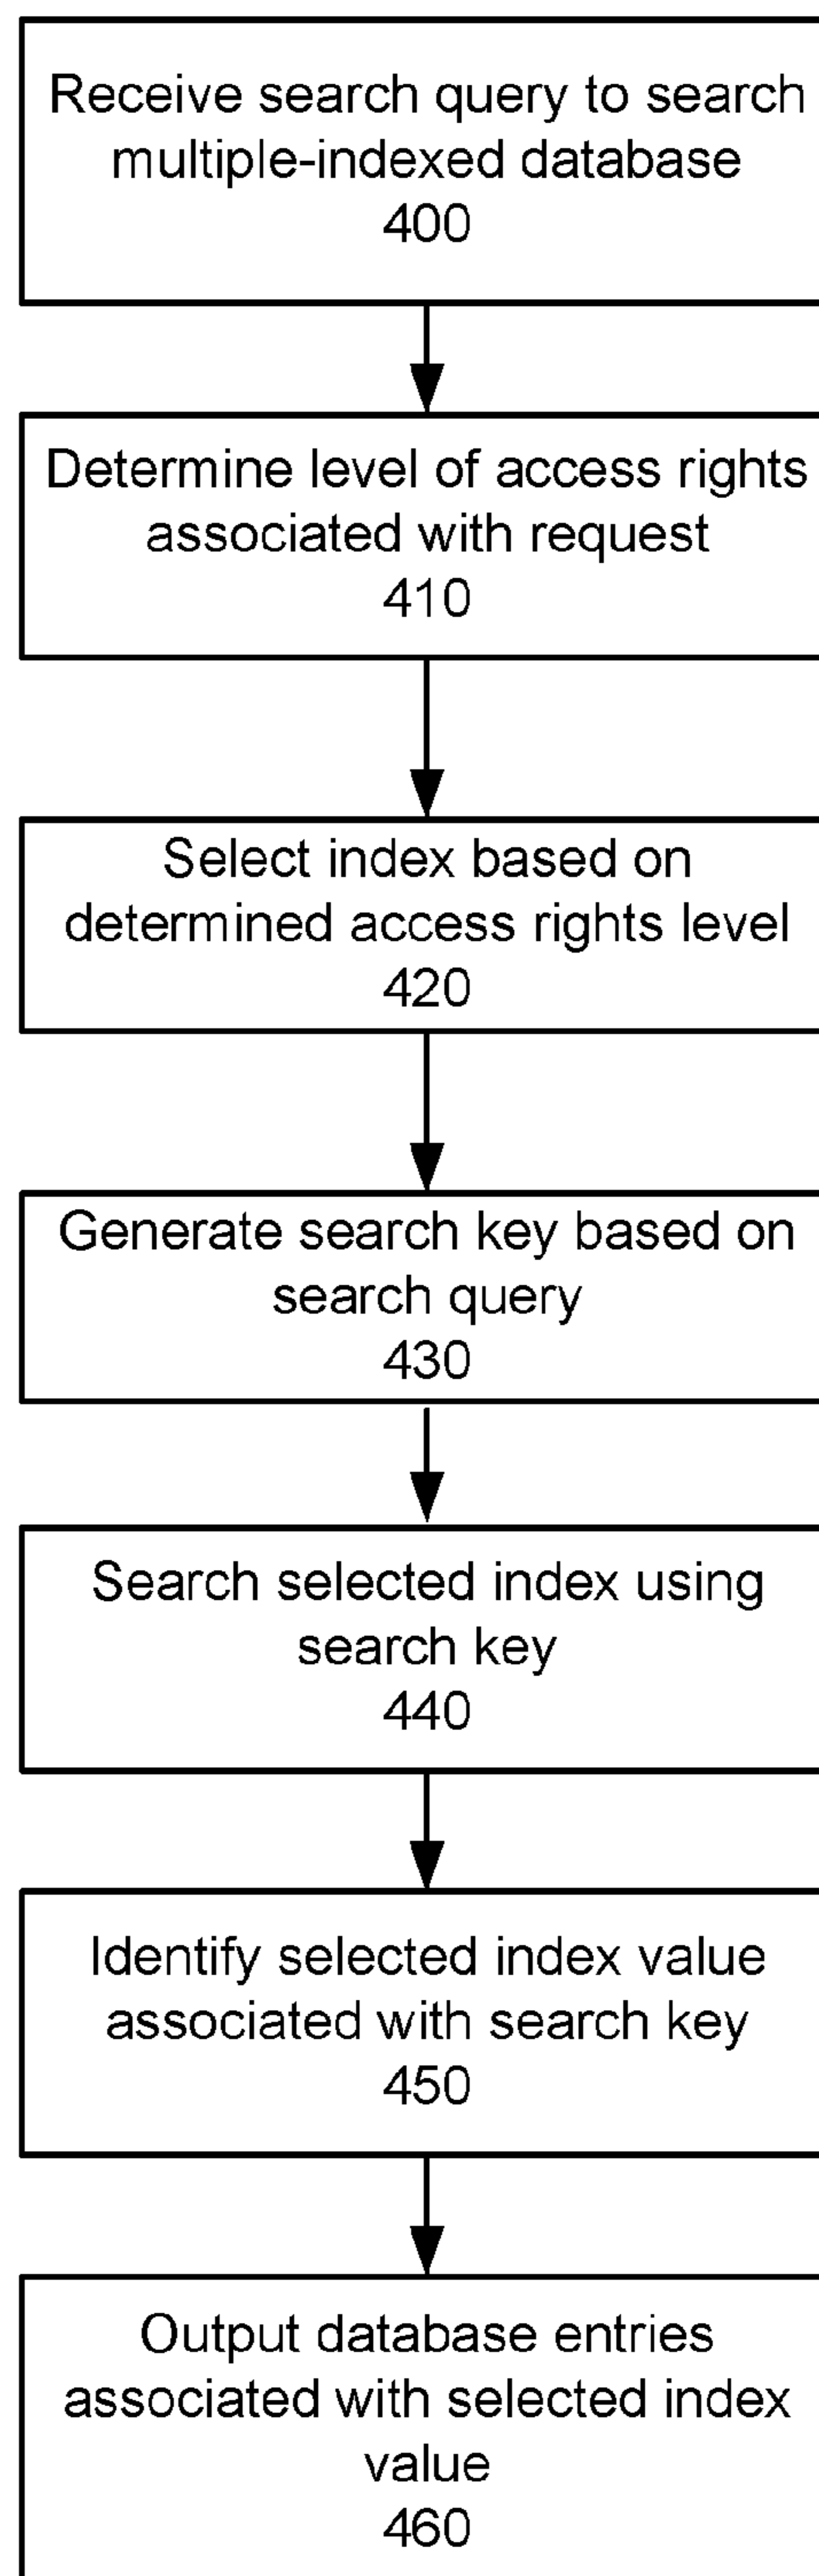 Receive search query to search
multiple-indexed database
400
Determine level of access rights
associated with request
410
Select index based on
determined access rights level
420
Generate search key based on
search query
430
Search selected index using
search key
440
Identify selected index value
associated with search key
450
Output database entries
associated with selected index
value
460